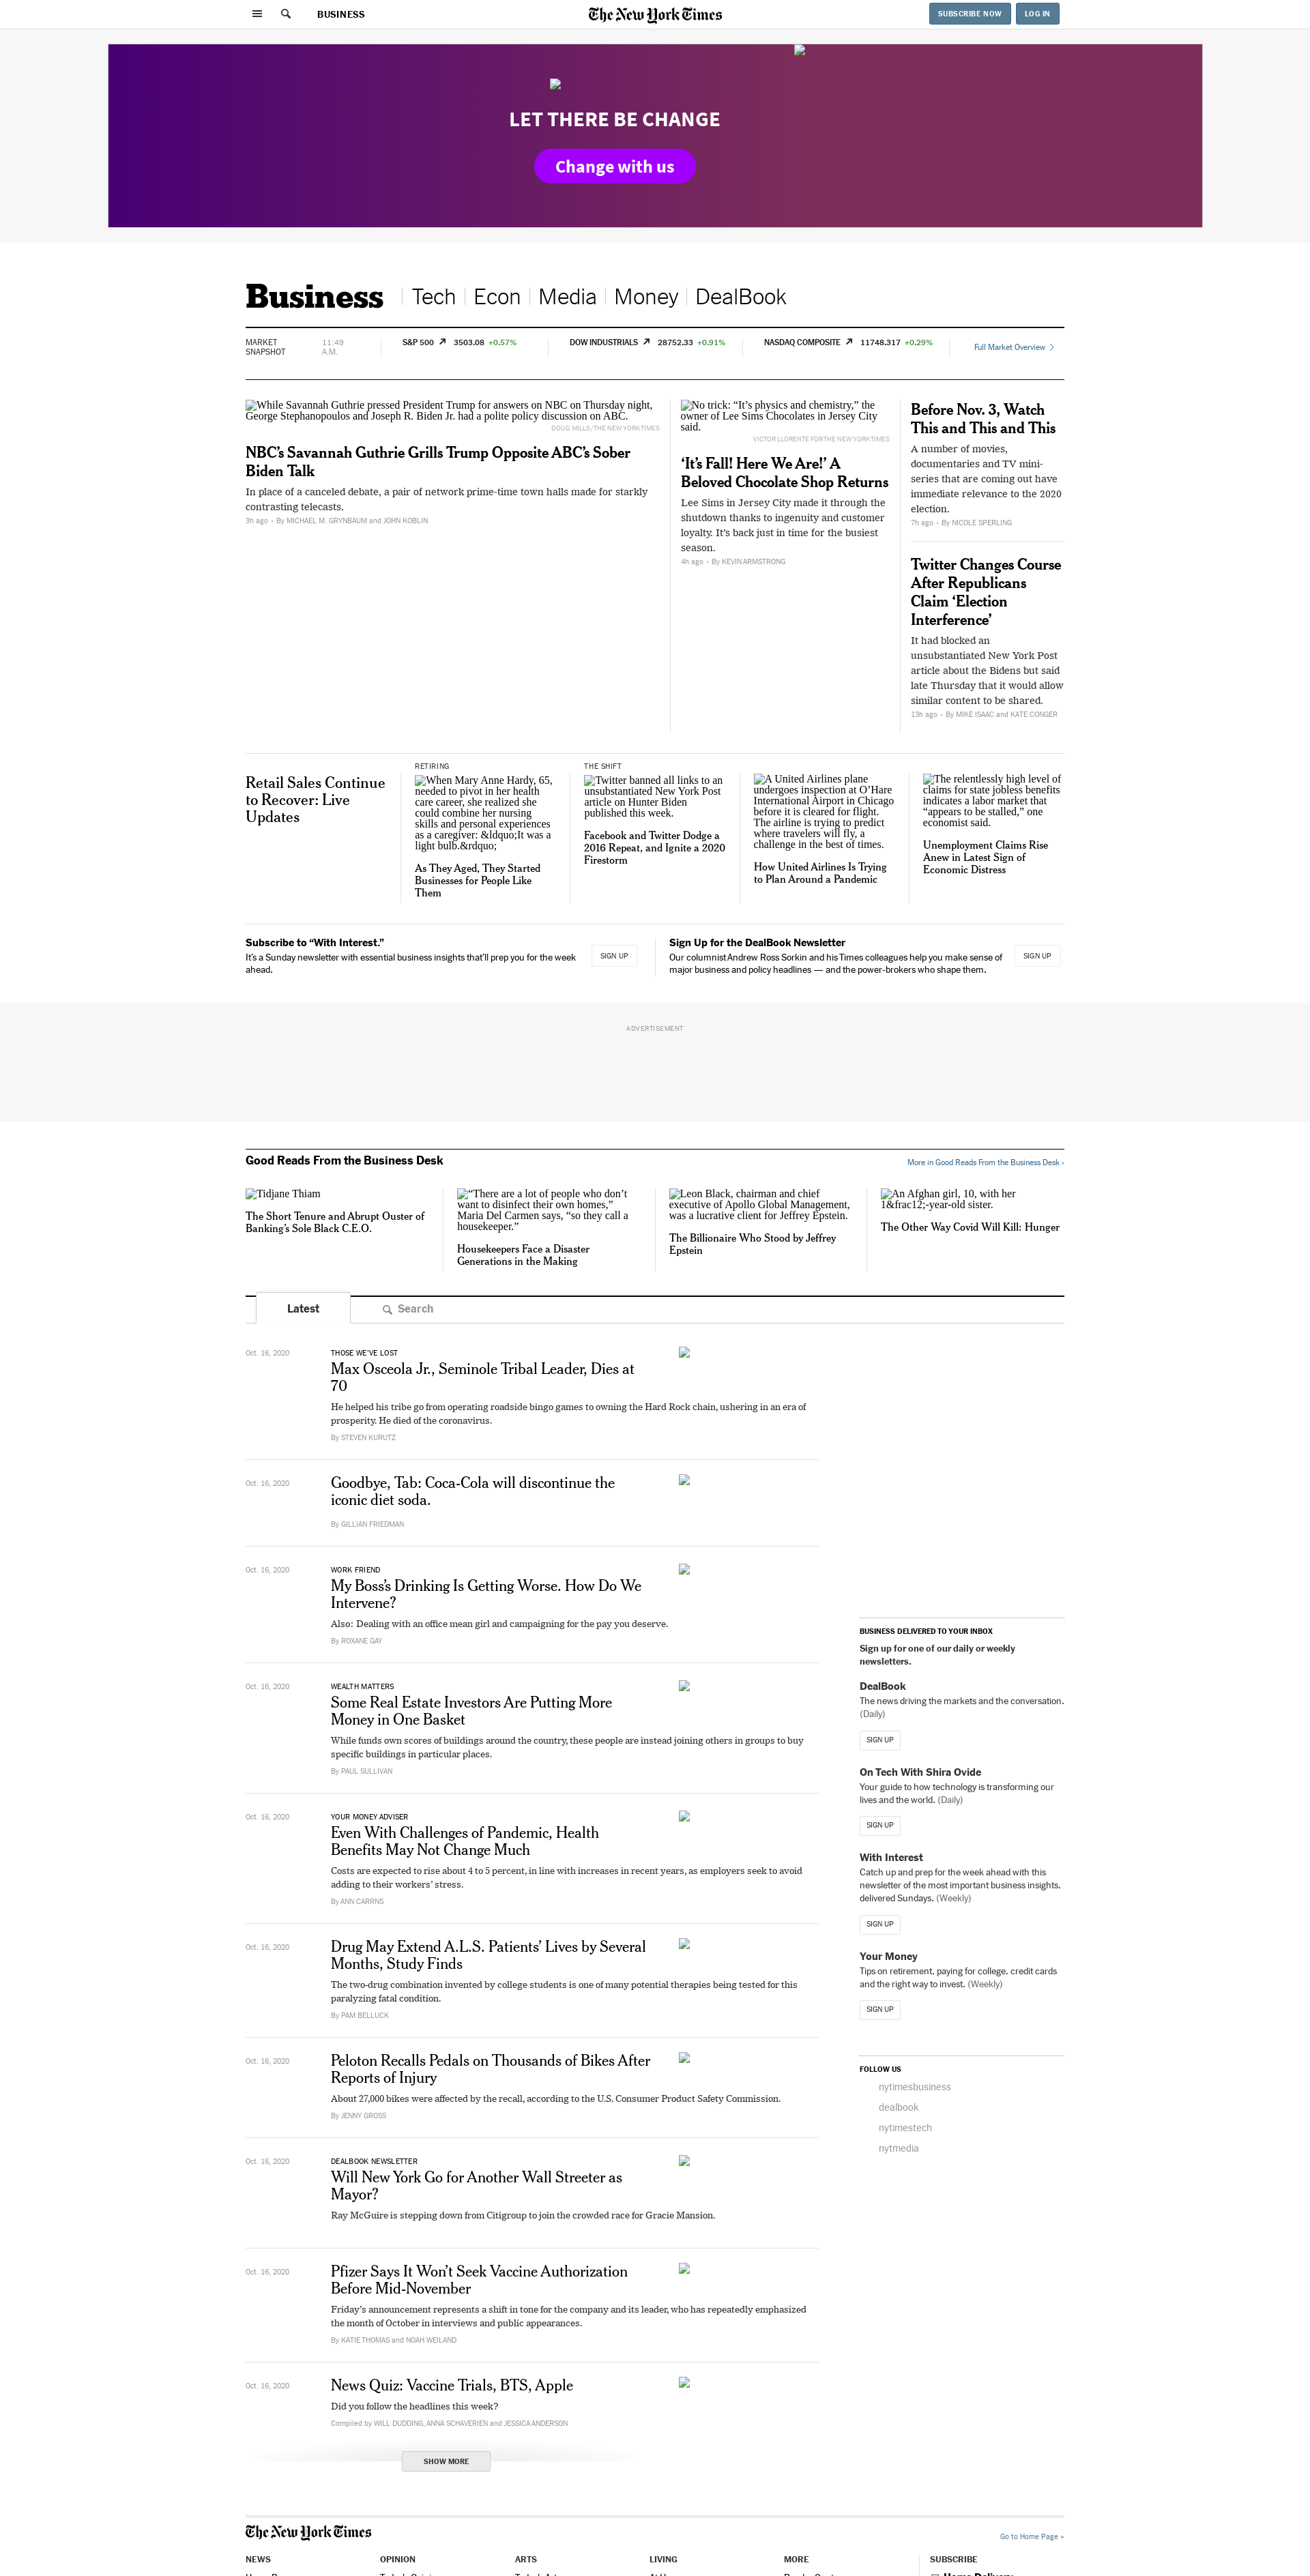 BUSINESS
The New York Times
SUBSCRIBE NOW
LOG IN
LET THERE BE CHANGE
Change with us
Business
Tech
Econ
Media
Money
DealBook
MARKET
SNAPSHOT
11:49
A.M.
S&P 500 3503.08 +0.57%
DOW INDUSTRIALS 28752.33 +0.91%
NASDAQ COMPOSITE 11748.317 +0.29%
Full Market Overview
While Savannah Guthrie pressed President Trump for answers on NBC on Thursday night,
George Stephanopoulos and Joseph R. Biden Jr. had a polite policy discussion on ABC.
DOUG MILLS/THE NEW YORK TIMES
NBC’s Savannah Guthrie Grills Trump Opposite ABC’s Sober
Biden Talk
In place of a canceled debate, a pair of network prime-time town halls made for starkly
contrasting telecasts.
3h ago • By MICHAEL M. GRYNBAUM and JOHN KOBLIN
No trick: “It’s physics and chemistry,” the
owner of Lee Sims Chocolates in Jersey City
said.
VICTOR LLORENTE FOR THE NEW YORK TIMES
‘It’s Fall! Here We Are!’ A
Beloved Chocolate Shop Returns
Lee Sims in Jersey City made it through the
shutdown thanks to ingenuity and customer
loyalty. It’s back just in time for the busiest
season.
4h ago • By KEVIN ARMSTRONG
Before Nov. 3, Watch
This and This and This
A number of movies,
documentaries and TV mini-
series that are coming out have
immediate relevance to the 2020
election.
7h ago • By NICOLE SPERLING
Twitter Changes Course
After Republicans
Claim ‘Election
Interference’
It had blocked an
unsubstantiated New York Post
article about the Bidens but said
late Thursday that it would allow
similar content to be shared.
13h ago • By MIKE ISAAC and KATE CONGER
Retail Sales Continue
to Recover: Live
Updates
RETIRING
When Mary Anne Hardy, 65,
needed to pivot in her health
care career, she realized she
could combine her nursing
skills and personal experiences
as a caregiver: &ldquo;It was a
light bulb.&rdquo;
As They Aged, They Started
Businesses for People Like
Them
THE SHIFT
Twitter banned all links to an
unsubstantiated New York Post
article on Hunter Biden
published this week.
Facebook and Twitter Dodge a
2016 Repeat, and Ignite a 2020
Firestorm
A United Airlines plane
undergoes inspection at O’Hare
International Airport in Chicago
before it is cleared for flight.
The airline is trying to predict
where travelers will fly, a
challenge in the best of times.
How United Airlines Is Trying
to Plan Around a Pandemic
The relentlessly high level of
claims for state jobless benefits
indicates a labor market that
“appears to be stalled,” one
economist said.
Unemployment Claims Rise
Anew in Latest Sign of
Economic Distress
Subscribe to “With Interest.”
It’s a Sunday newsletter with essential business insights that’ll prep you for the week
ahead.
SIGN UP
Sign Up for the DealBook Newsletter
Our columnist Andrew Ross Sorkin and his Times colleagues help you make sense of
major business and policy headlines — and the power-brokers who shape them.
SIGN UP
ADVERTISEMENT
Good Reads From the Business Desk
More in Good Reads From the Business Desk ›
Tidjane Thiam
The Short Tenure and Abrupt Ouster of
Banking’s Sole Black C.E.O.
“There are a lot of people who don’t
want to disinfect their own homes,”
Maria Del Carmen says, “so they call a
housekeeper.”
Housekeepers Face a Disaster
Generations in the Making
Leon Black, chairman and chief
executive of Apollo Global Management,
was a lucrative client for Jeffrey Epstein.
The Billionaire Who Stood by Jeffrey
Epstein
An Afghan girl, 10, with her
1&frac12;-year-old sister.
The Other Way Covid Will Kill: Hunger
Latest
Search
Oct. 16, 2020
THOSE WE’VE LOST
Max Osceola Jr., Seminole Tribal Leader, Dies at
70
He helped his tribe go from operating roadside bingo games to owning the Hard Rock chain, ushering in an era of
prosperity. He died of the coronavirus.
By STEVEN KURUTZ
Oct. 16, 2020
Goodbye, Tab: Coca-Cola will discontinue the
iconic diet soda.
By GILLIAN FRIEDMAN
Oct. 16, 2020
WORK FRIEND
My Boss’s Drinking Is Getting Worse. How Do We
Intervene?
Also: Dealing with an office mean girl and campaigning for the pay you deserve.
By ROXANE GAY
Oct. 16, 2020
WEALTH MATTERS
Some Real Estate Investors Are Putting More
Money in One Basket
While funds own scores of buildings around the country, these people are instead joining others in groups to buy
specific buildings in particular places.
By PAUL SULLIVAN
Oct. 16, 2020
YOUR MONEY ADVISER
Even With Challenges of Pandemic, Health
Benefits May Not Change Much
Costs are expected to rise about 4 to 5 percent, in line with increases in recent years, as employers seek to avoid
adding to their workers’ stress.
By ANN CARRNS
Oct. 16, 2020
Drug May Extend A.L.S. Patients’ Lives by Several
Months, Study Finds
The two-drug combination invented by college students is one of many potential therapies being tested for this
paralyzing fatal condition.
By PAM BELLUCK
Oct. 16, 2020
Peloton Recalls Pedals on Thousands of Bikes After
Reports of Injury
About 27,000 bikes were affected by the recall, according to the U.S. Consumer Product Safety Commission.
By JENNY GROSS
Oct. 16, 2020
DEALBOOK NEWSLETTER
Will New York Go for Another Wall Streeter as
Mayor?
Ray McGuire is stepping down from Citigroup to join the crowded race for Gracie Mansion.
Oct. 16, 2020
Pfizer Says It Won’t Seek Vaccine Authorization
Before Mid-November
Friday’s announcement represents a shift in tone for the company and its leader, who has repeatedly emphasized
the month of October in interviews and public appearances.
By KATIE THOMAS and NOAH WEILAND
Oct. 16, 2020
News Quiz: Vaccine Trials, BTS, Apple
Did you follow the headlines this week?
Compiled by WILL DUDDING, ANNA SCHAVERIEN and JESSICA ANDERSON
SHOW MORE
BUSINESS DELIVERED TO YOUR INBOX
Sign up for one of our daily or weekly
newsletters.
DealBook
The news driving the markets and the conversation.
(Daily)
SIGN UP
On Tech With Shira Ovide
Your guide to how technology is transforming our
lives and the world. (Daily)
SIGN UP
With Interest
Catch up and prep for the week ahead with this
newsletter of the most important business insights,
delivered Sundays. (Weekly)
SIGN UP
Your Money
Tips on retirement, paying for college, credit cards
and the right way to invest. (Weekly)
SIGN UP
FOLLOW US
nytimesbusiness
dealbook
nytimestech
nytmedia
The New York Times
Go to Home Page »
NEWS
OPINION
ARTS
LIVING
MORE
SUBSCRIBE